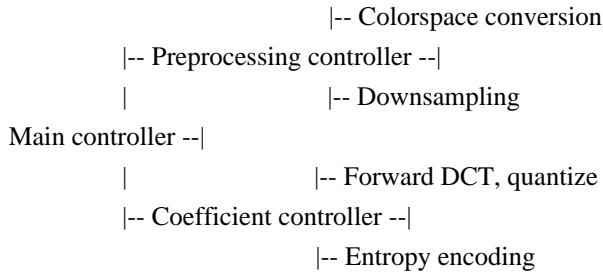 |-- Colorspace conversion
|-- Preprocessing controller --|
| |-- Downsampling
Main controller --|
| |-- Forward DCT, quantize
|-- Coefficient controller --|
|-- Entropy encoding